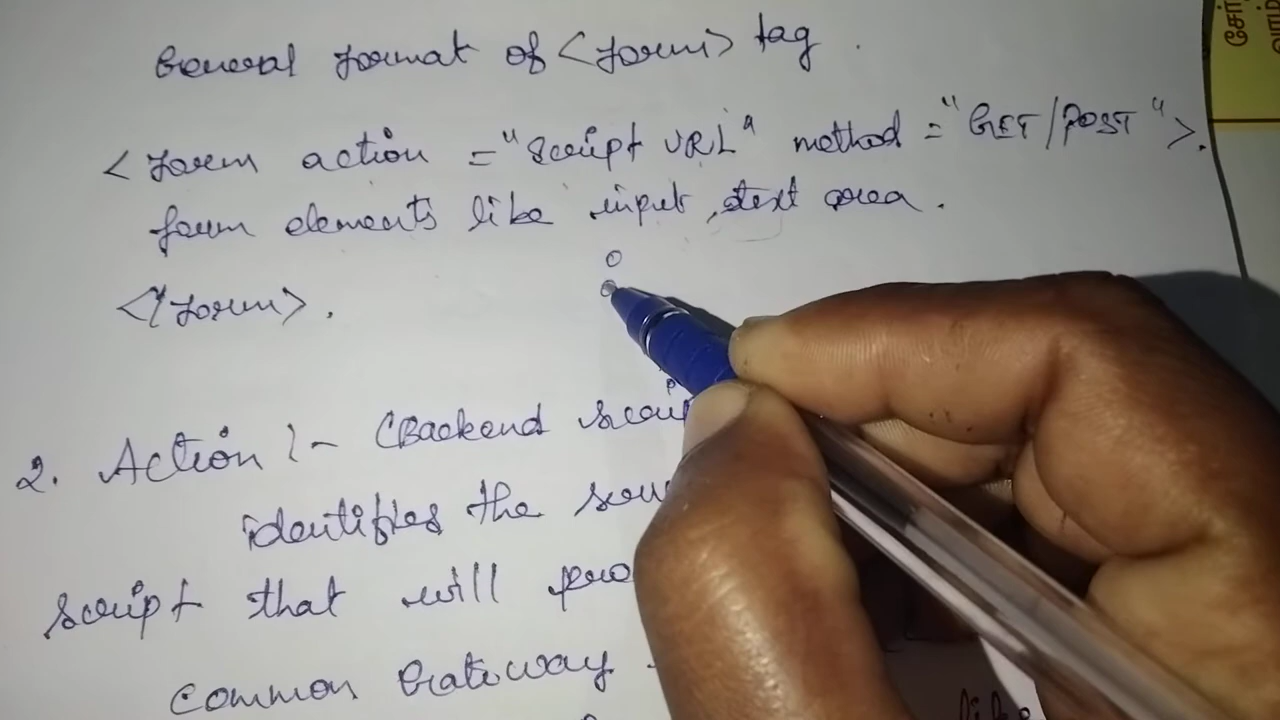 General format of <form> tag.
<form action = "script URL" method = "GET/POST">.
form elements like input, text area.
</form>.
2. Action :- (Backend
identifies the
script that will
Common Gateway
சேர்